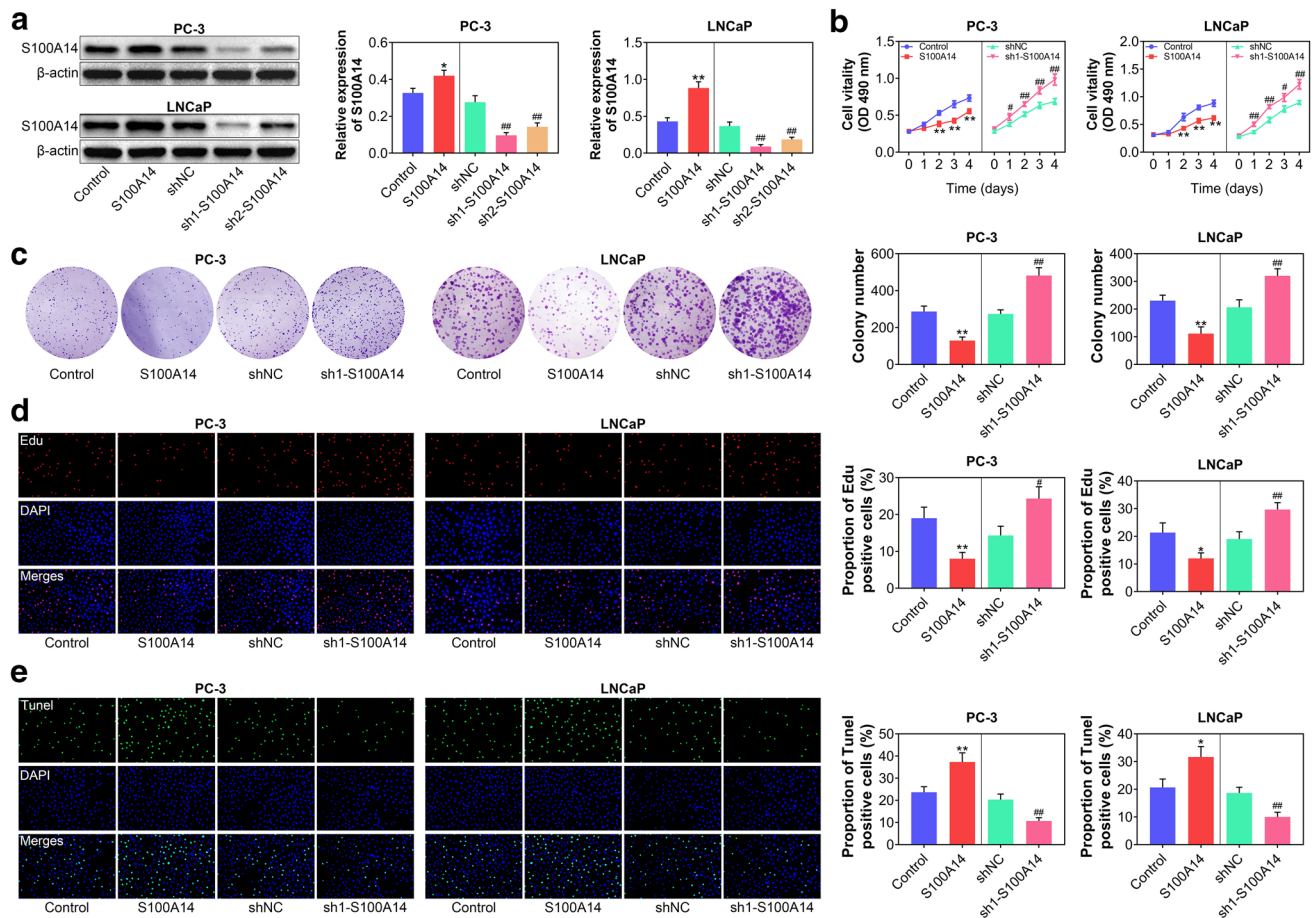 a
PC-3
S100A14
β-actin
LNCaP
S100A14
β-actin
Control
S100A14
shNC
sh1-S100A14
sh2-S100A14
PC-3
Relative expression
of S100A14
0.6
0.4
0.2
0.0
*
##
##
Control
S100A14
shNC
sh1-S100A14
sh2-S100A14
LNCaP
Relative expression
of S100A14
1.5
1.0
0.5
0.0
**
##
##
Control
S100A14
shNC
sh1-S100A14
sh2-S100A14
b
PC-3
Cell vitality
(OD 490 nm)
1.5
1.0
0.5
0.0
Control
S100A14
shNC
sh1-S100A14
** ** **
# ## ## ##
0 1 2 3 4 0 1 2 3 4
Time (days)
LNCaP
Cell vitality
(OD 490 nm)
2.0
1.5
1.0
0.5
0.0
Control
S100A14
shNC
sh1-S100A14
** ** **
## ## # ##
0 1 2 3 4 0 1 2 3 4
Time (days)
c
PC-3
Control
S100A14
shNC
sh1-S100A14
LNCaP
Control
S100A14
shNC
sh1-S100A14
PC-3
Colony number
600
400
200
0
**
##
Control
S100A14
shNC
sh1-S100A14
LNCaP
Colony number
400
300
200
100
0
**
##
Control
S100A14
shNC
sh1-S100A14
d
PC-3
LNCaP
Edu
DAPI
Merges
Control
S100A14
shNC
sh1-S100A14
Control
S100A14
shNC
sh1-S100A14
PC-3
Proportion of Edu
positive cells (%)
30
20
10
0
**
#
Control
S100A14
shNC
sh1-S100A14
LNCaP
Proportion of Edu
positive cells (%)
40
30
20
10
0
*
##
Control
S100A14
shNC
sh1-S100A14
e
PC-3
LNCaP
Tunel
DAPI
Merges
Control
S100A14
shNC
sh1-S100A14
Control
S100A14
shNC
sh1-S100A14
PC-3
Proportion of Tunel
positive cells (%)
50
40
30
20
10
0
**
##
Control
S100A14
shNC
sh1-S100A14
LNCaP
Proportion of Tunel
positive cells (%)
40
30
20
10
0
*
##
Control
S100A14
shNC
sh1-S100A14